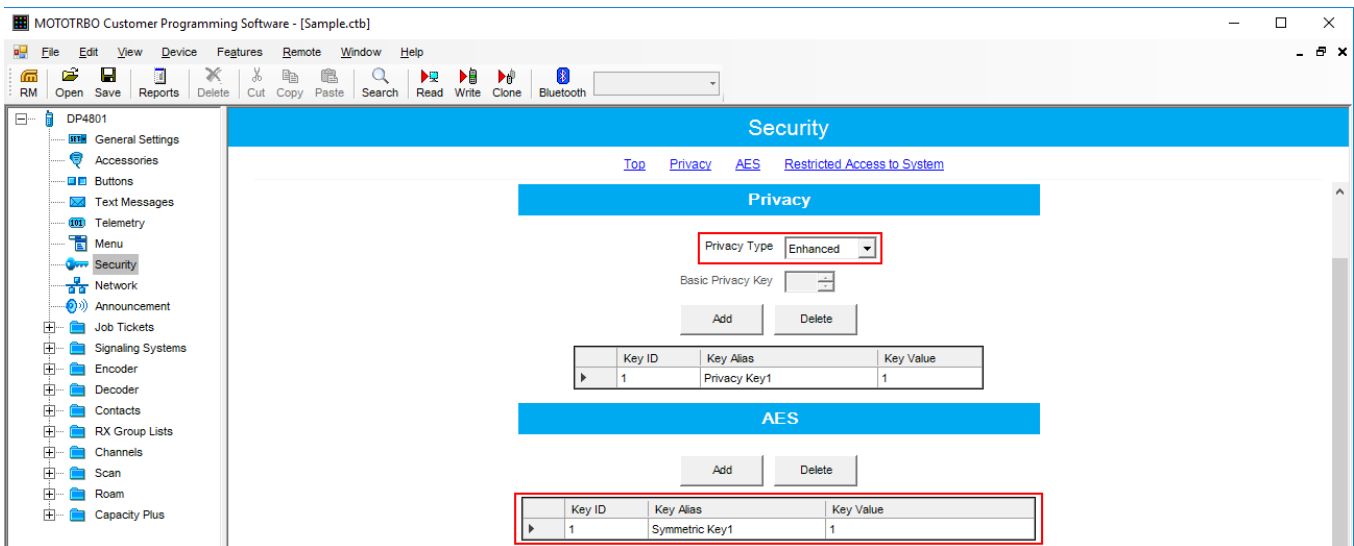 MOTOTRBO Customer Programming Software - [Sample.ctb]
File Edit View Device Features Remote Window Help
RM Open Save Reports Delete Cut Copy Paste Search Read Write Clone Bluetooth
DP4801
SET
General Settings
Accessories
Buttons
Text Messages
101 Telemetry
Menu
Security
Network
Announcement
Job Tickets
Signaling Systems
Encoder
Decoder
Contacts
RX Group Lists
Channels
Scan
Roam
Capacity Plus
Security
Top Privacy AES Restricted Access to System
Privacy
Privacy Type Enhanced
Basic Privacy Key
Add Delete
Key ID Key Alias Key Value
1 Privacy Key1 1
AES
Add Delete
Key ID Key Alias Key Value
1 Symmetric Key1 1